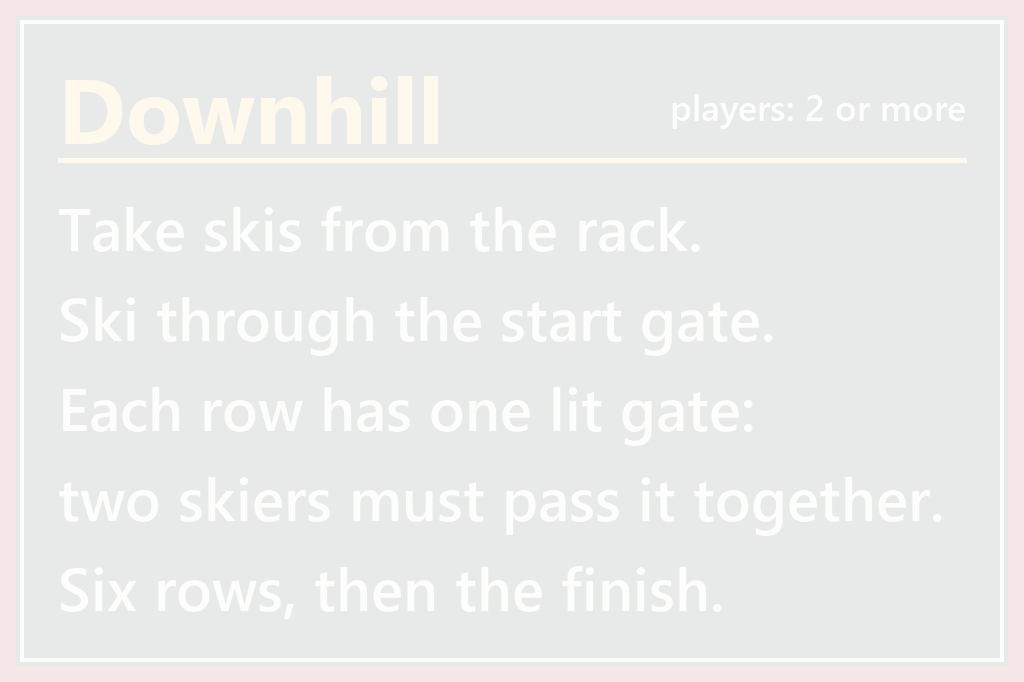 Downhill
players: 2 or more
Take skis from the rack.
Ski through the start gate.
Each row has one lit gate:
two skiers must pass it together.
Six rows, then the finish.